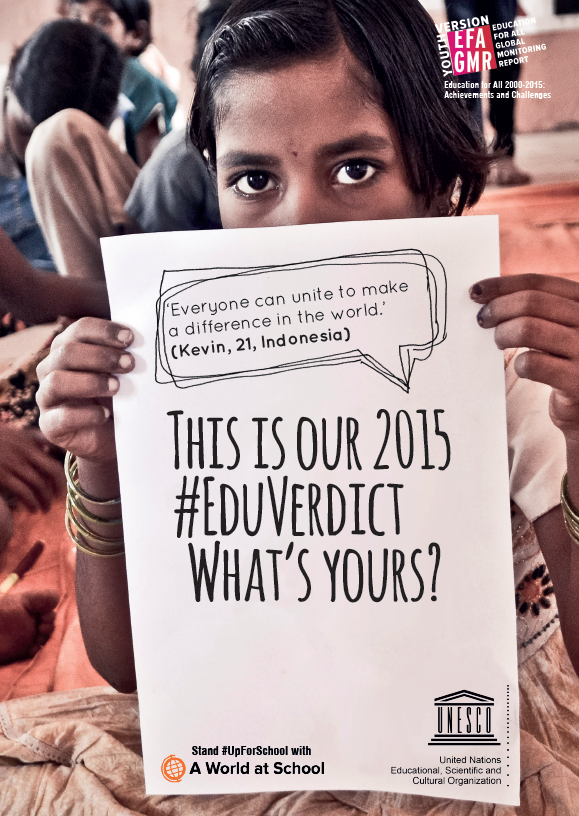 YOUTH VERSION
EFA
GMR
EDUCATION
FOR ALL
GLOBAL
MONITORING
REPORT
Education for All 2000-2015:
Achievements and Challenges
'Everyone can unite to make
a difference in the world.'
(Kevin, 21, Indonesia)
THIS IS OUR 2015
#EDUVERDICT
WHAT'S YOURS?
UNESCO
United Nations
Educational, Scientific and
Cultural Organization
Stand #UpForSchool with
A World at School